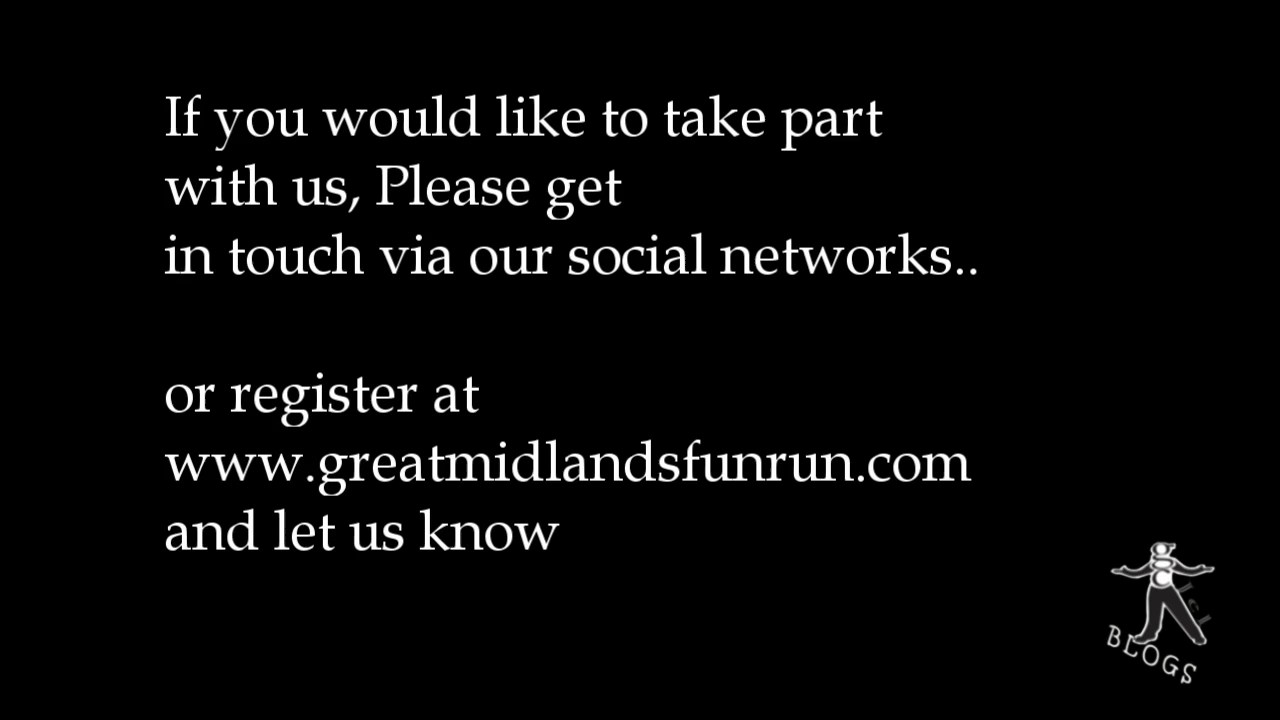 If you would like to take part
with us, Please get
in touch via our social networks..
or register at
www.greatmidlandsfunrun.com
and let us know
BLOGS